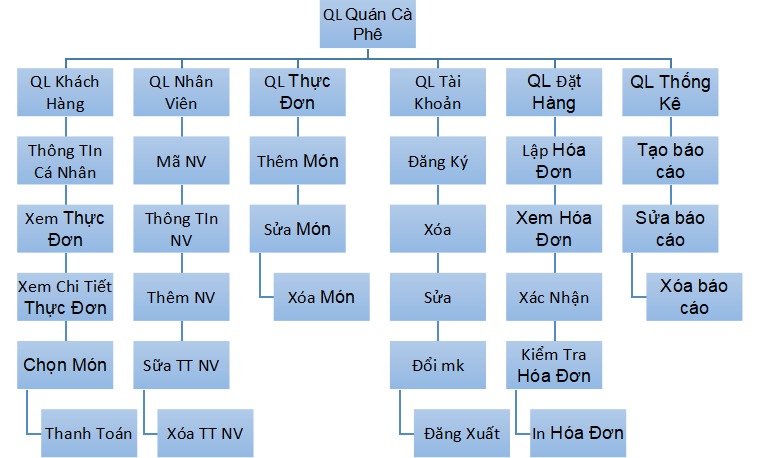 QL Quán Cà
Phê
QL Khách
Hàng
QL Nhân
Viên
QL Thực
Đơn
QL Tài
Khoản
QL Đặt
Hàng
QL Thống
Kê
Thông TIn
Cá Nhân
Mã NV
Thêm Món
Đăng Ký
Lập Hóa
Đơn
Tạo báo
cáo
Xem Thực
Đơn
Thông TIn
NV
Sửa Món
Xóa
Xem Hóa
Đơn
Sửa báo
cáo
Xem Chi Tiết
Thực Đơn
Thêm NV
Xóa Món
Sửa
Xác Nhận
Xóa báo
cáo
Chọn Món
Sữa TT NV
Đổi mk
Kiểm Tra
Hóa Đơn
Thanh Toán
Xóa TT NV
Đăng Xuất
In Hóa Đơn